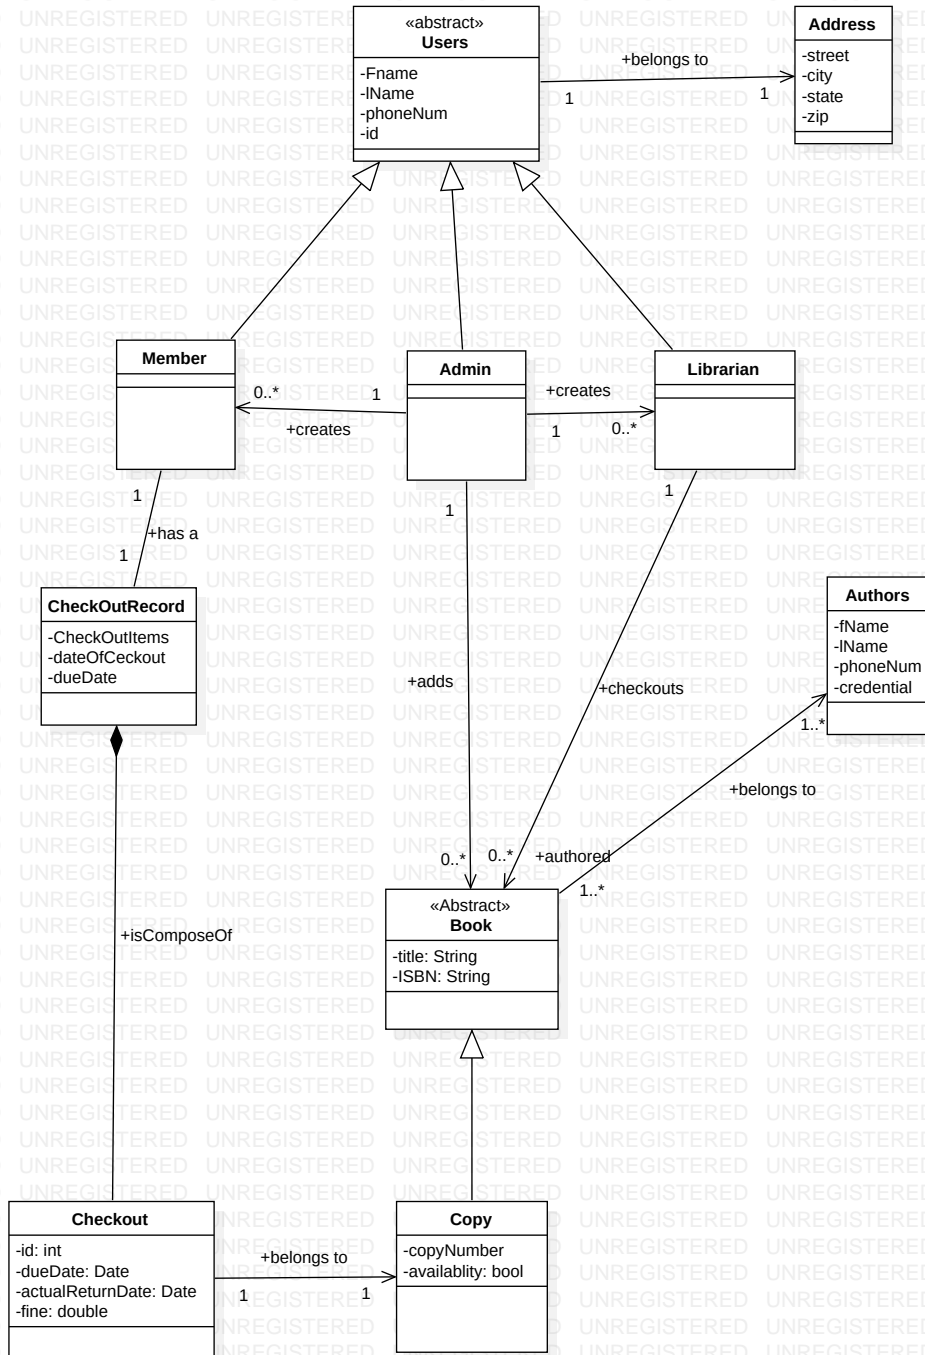 «abstract»
Users
-Fname
-lName
-phoneNum
-id
Address
-street
-city
-state
-zip
+belongs to
1
1
Member
Admin
Librarian
0..*
1
+creates
+creates
1
0..*
1
+has a
1
1
1
CheckOutRecord
-CheckOutItems
-dateOfCeckout
-dueDate
Authors
-fName
-lName
-phoneNum
-credential
+adds
+checkouts
1..*
+belongs to
0..*
0..*
+authored
1..*
«Abstract»
Book
-title: String
-ISBN: String
+isComposeOf
Checkout
-id: int
-dueDate: Date
-actualReturnDate: Date
-fine: double
+belongs to
1
1
Copy
-copyNumber
-availablity: bool
UNREGISTERED